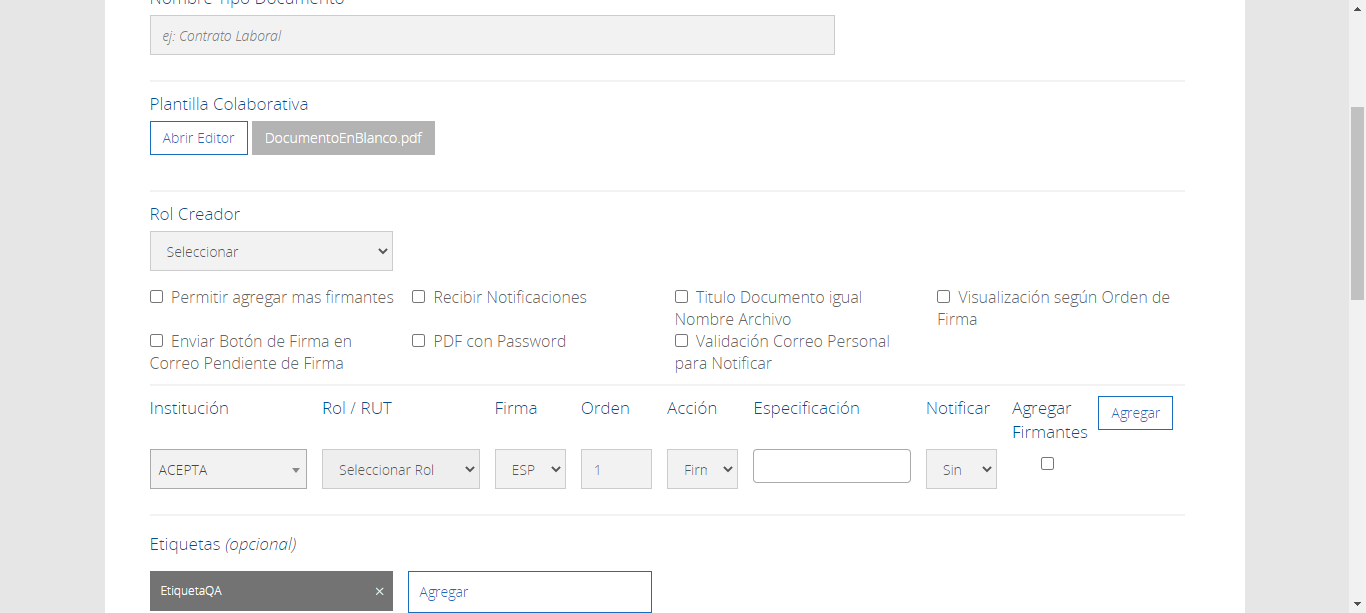 Nombre Tipo Documento
ej: Contrato Laboral
Plantilla Colaborativa
Abrir Editor DocumentoEnBlanco.pdf
Rol Creador
Seleccionar
Permitir agregar mas firmantes Recibir Notificaciones Titulo Documento igual Nombre Archivo Visualización según Orden de Firma
Enviar Botón de Firma en Correo Pendiente de Firma PDF con Password Validación Correo Personal para Notificar
Institución Rol / RUT Firma Orden Acción Especificación Notificar Agregar Firmantes Agregar
ACEPTA Seleccionar Rol ESP 1 Firn Sin
Etiquetas (opcional)
EtiquetaQA × Agregar